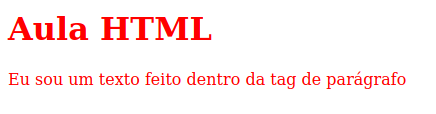 Aula HTML
Eu sou um texto feito dentro da tag de parágrafo